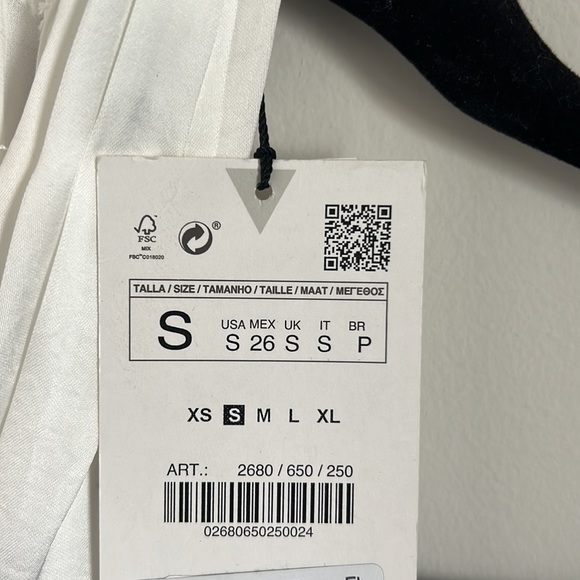 FSC
MIX
FSC™ C018020
®
TALLA / SIZE / TAMANHO / TAILLE / MAAT / ΜΕΓΕΘΟΣ
S
USA MEX UK IT BR
S 26 S S P
XS S M L XL
ART.: 2680 / 650 / 250
02680650250024